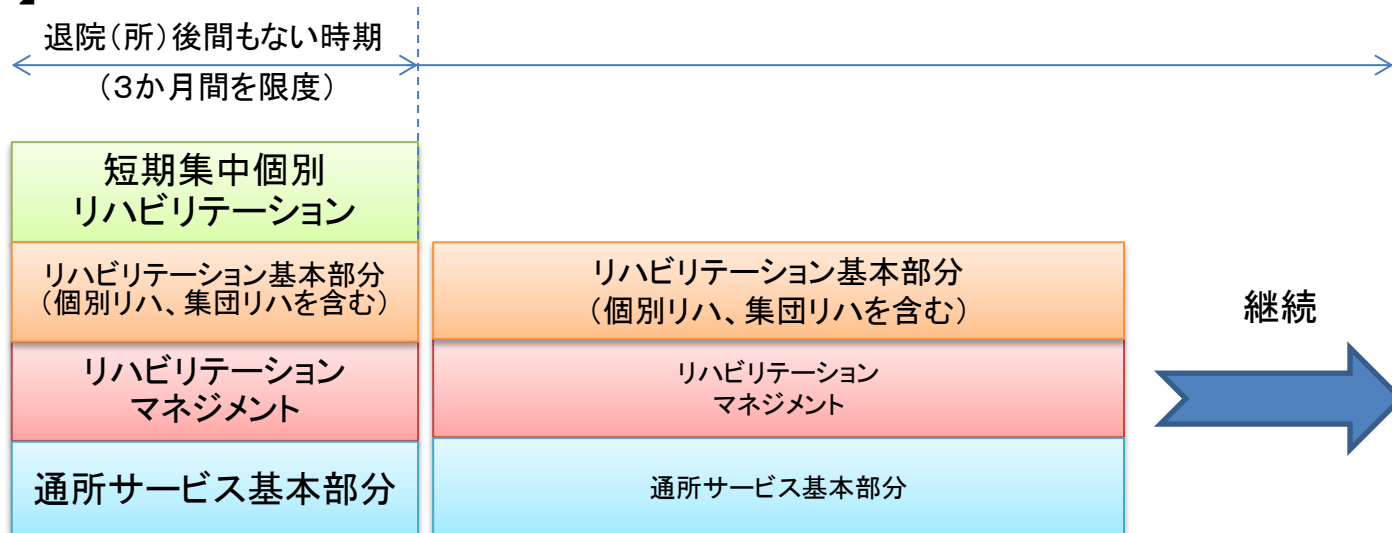 】
退院（所）後間もない時期
（３か月間を限度）
短期集中個別
リハビリテーション
リハビリテーション基本部分
（個別リハ、集団リハを含む）
リハビリテーション
マネジメント
通所サービス基本部分
リハビリテーション基本部分
（個別リハ、集団リハを含む）
リハビリテーション
マネジメント
通所サービス基本部分
継続